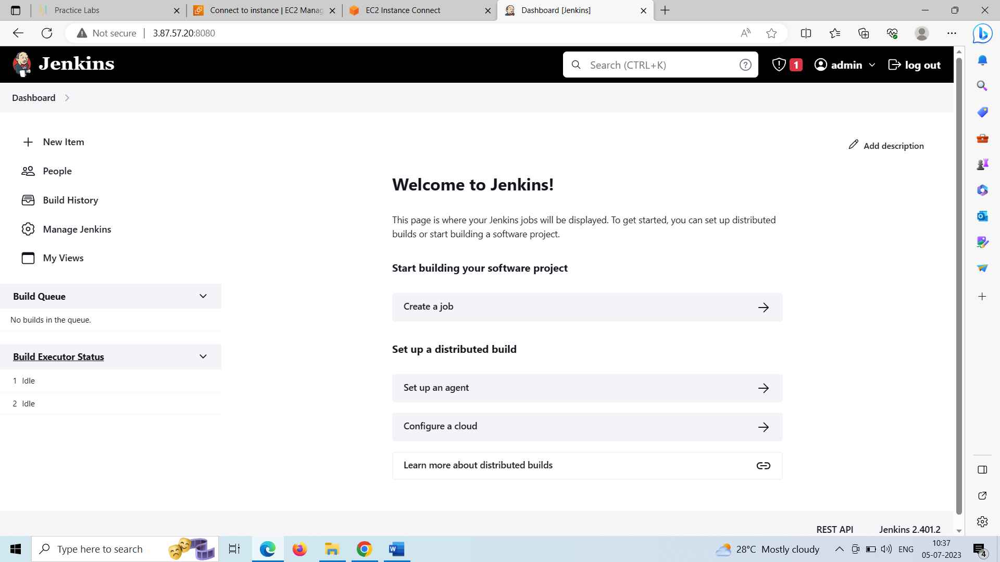 Practice Labs
Connect to instance | EC2 Manag
EC2 Instance Connect
Dashboard [Jenkins]
Not secure
3.87.57.20:8080
Jenkins
Search (CTRL+K)
1
admin
log out
Dashboard
New Item
People
Build History
Manage Jenkins
My Views
Build Queue
No builds in the queue.
Build Executor Status
1 Idle
2 Idle
Add description
Welcome to Jenkins!
This page is where your Jenkins jobs will be displayed. To get started, you can set up distributed
builds or start building a software project.
Start building your software project
Create a job
Set up a distributed build
Set up an agent
Configure a cloud
Learn more about distributed builds
REST API
Jenkins 2.401.2
Type here to search
28°C Mostly cloudy
ENG
10:37
05-07-2023
4